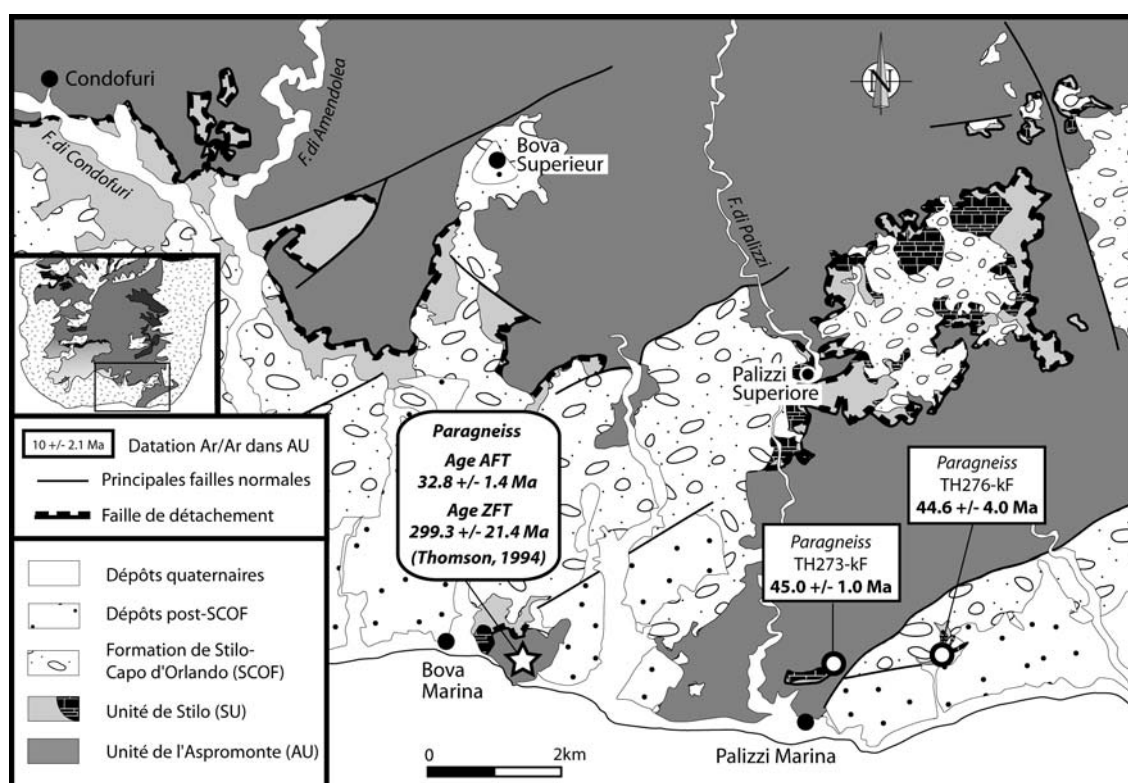 Condofuri
F. di Amendolea
F. di Condofuri
Bova
Superieur
N
F. di Palizzi
Palizzi
Superiore
10 +/- 2.1 Ma
Datation Ar/Ar dans AU
Principales failles normales
Faille de détachement
Dépôts quaternaires
Dépôts post-SCOF
Formation de Stilo-
Capo d'Orlando (SCOF)
Unité de Stilo (SU)
Unité de l'Aspromonte (AU)
Paragneiss
Age AFT
32.8 +/- 1.4 Ma
Age ZFT
299.3 +/- 21.4 Ma
(Thomson, 1994)
Paragneiss
TH276-kF
44.6 +/- 4.0 Ma
Paragneiss
TH273-kF
45.0 +/- 1.0 Ma
Bova
Marina
Palizzi Marina
0 2km